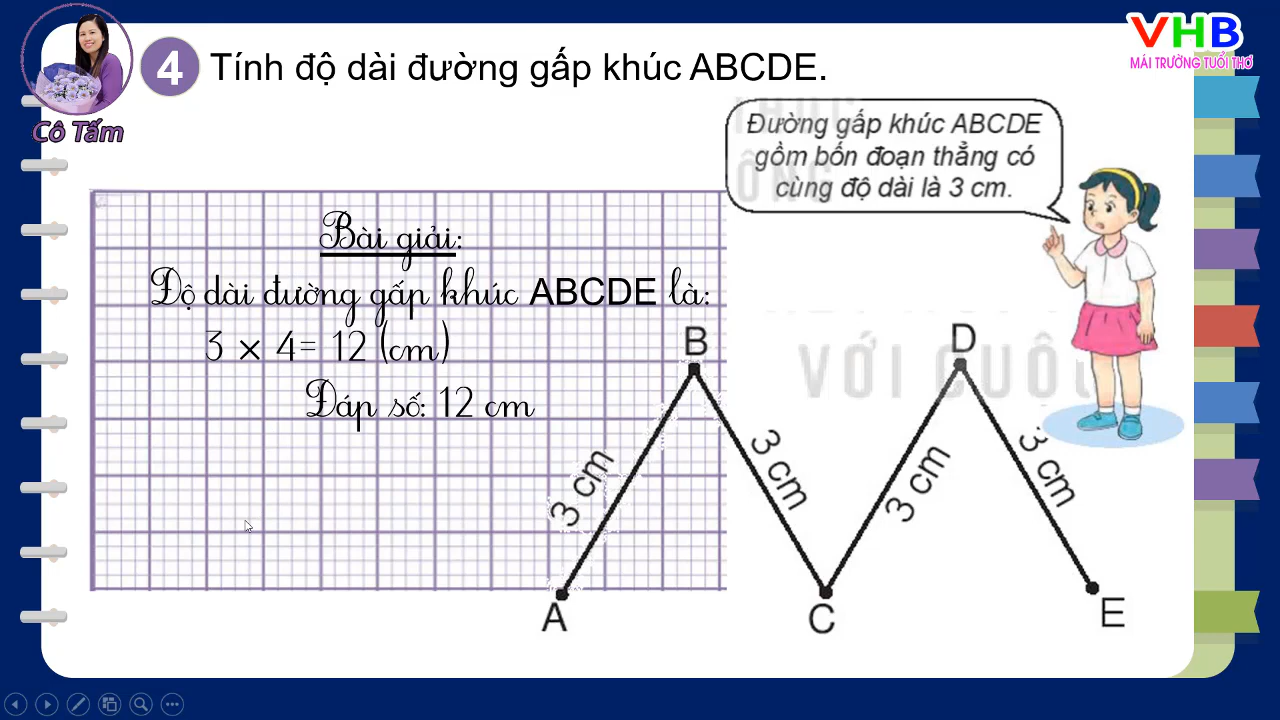 Cô Tấm
4 Tính độ dài đường gấp khúc ABCDE.
VHB
MÁI TRƯỜNG TUỔI THƠ
Đường gấp khúc ABCDE
gồm bốn đoạn thẳng có
cùng độ dài là 3 cm.
Bài giải:
Độ dài đường gấp khúc ABCDE là:
3 × 4= 12 (cm)
Đáp số: 12 cm
VỚI CUỘC
B
D
3 cm
3 cm
3 cm
3 cm
A
C
E